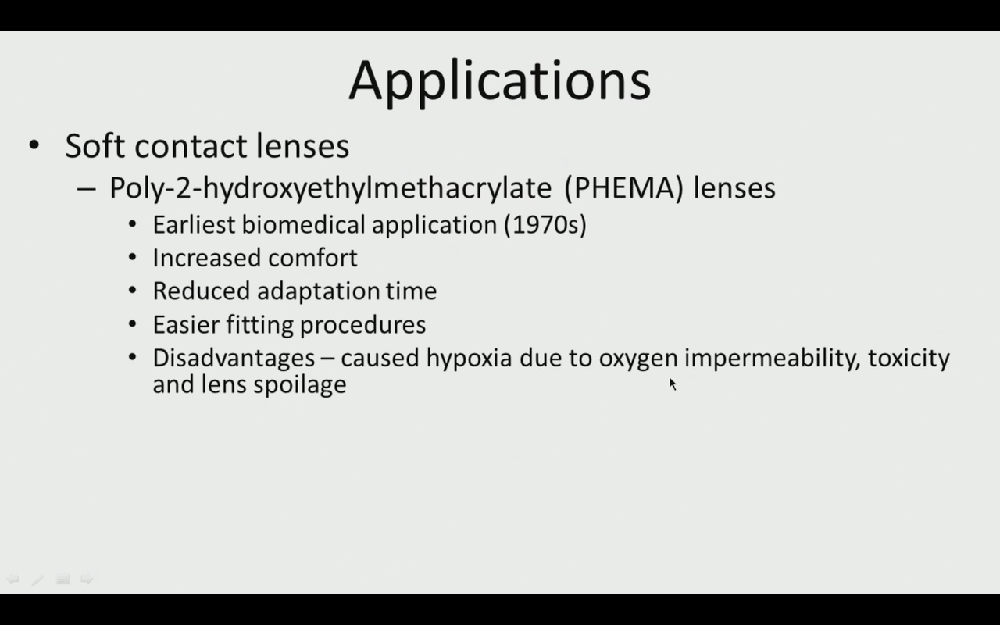 Applications
• Soft contact lenses
– Poly-2-hydroxyethylmethacrylate (PHEMA) lenses
• Earliest biomedical application (1970s)
• Increased comfort
• Reduced adaptation time
• Easier fitting procedures
• Disadvantages – caused hypoxia due to oxygen impermeability, toxicity
and lens spoilage